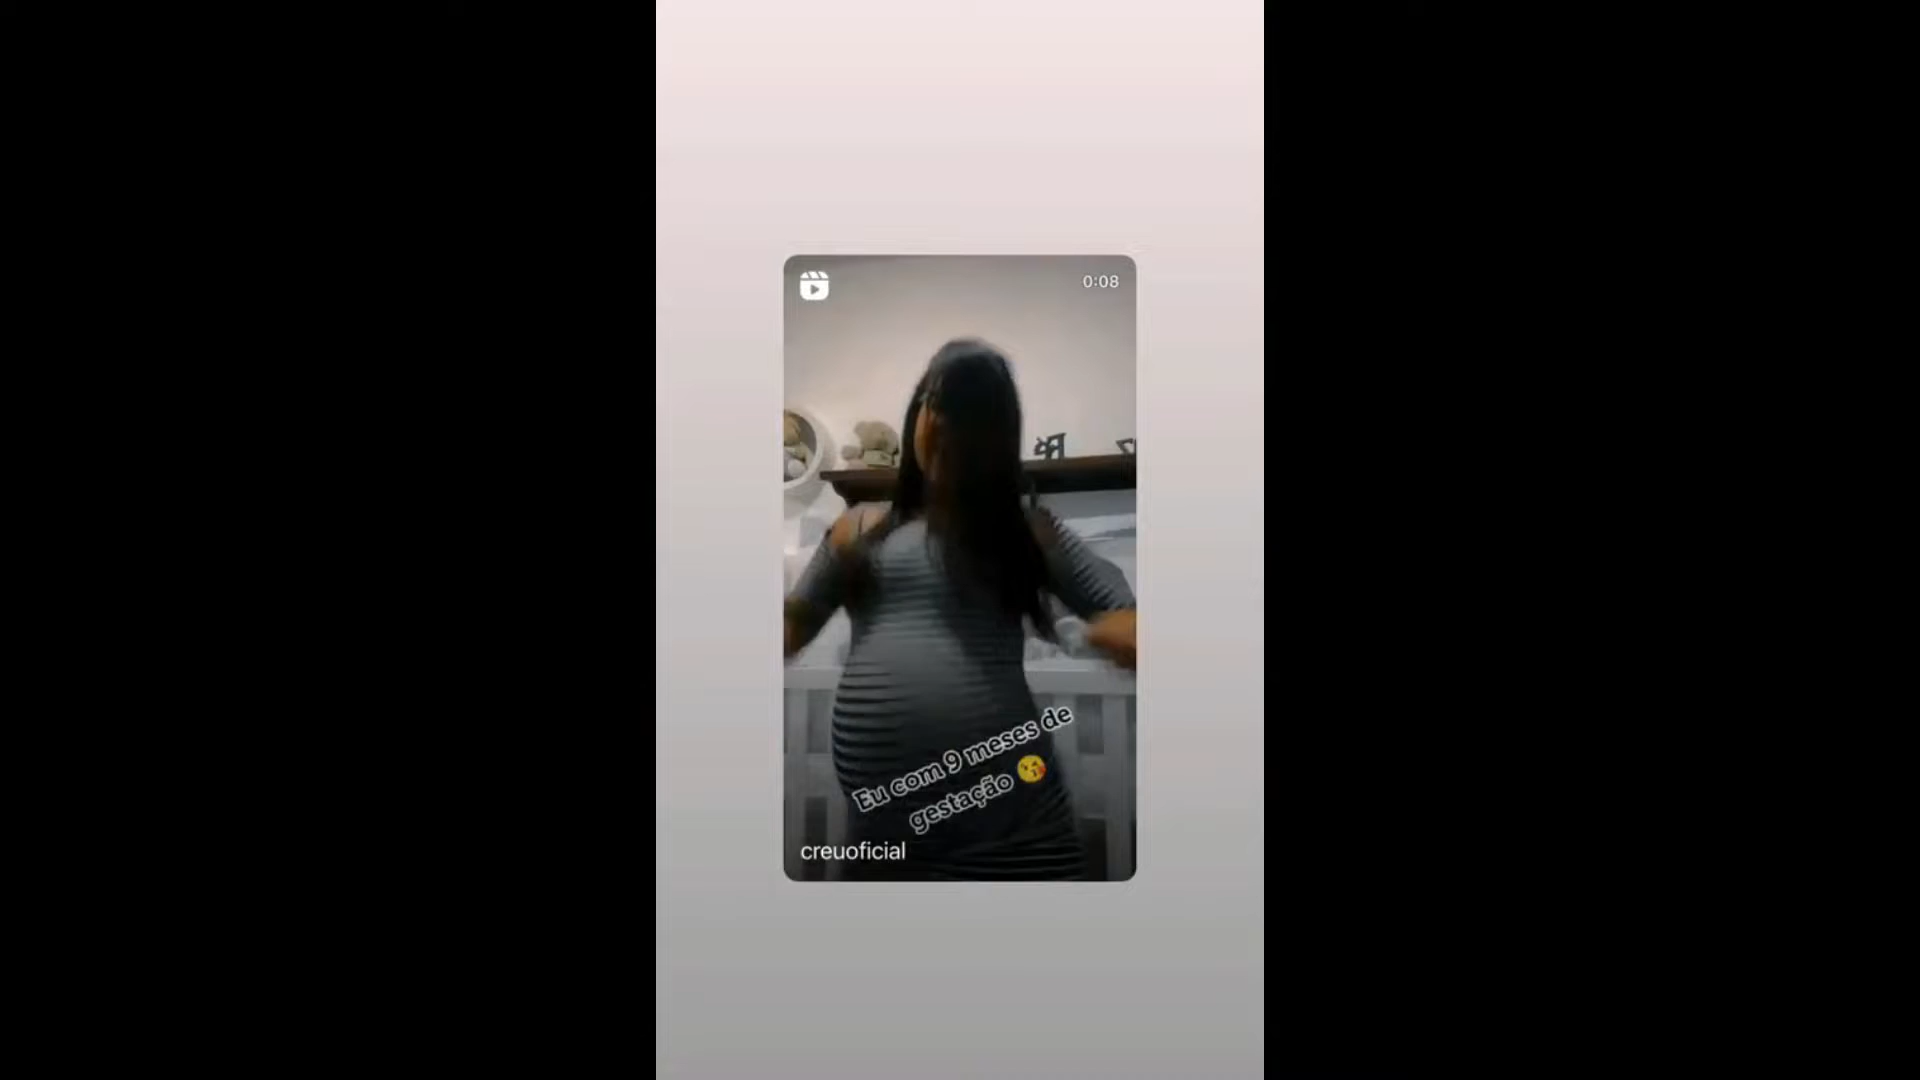 0:08
Eu com 9 meses de
gestação 😘
creuoficial